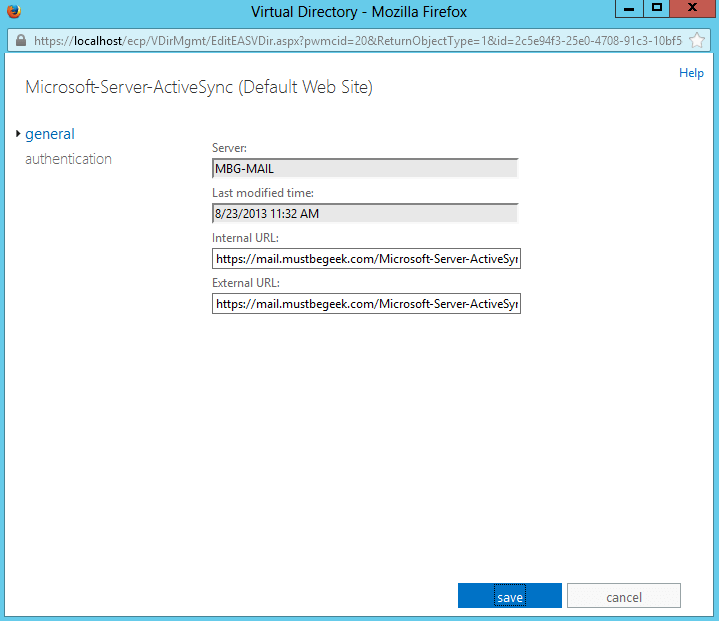 Virtual Directory - Mozilla Firefox
https://localhost/ecp/VDirMgmt/EditEASVDir.aspx?pwmcid=20&ReturnObjectType=1&id=2c5e94f3-25e0-4708-91c3-10bf5
Help
Microsoft-Server-ActiveSync (Default Web Site)
general
authentication
Server:
MBG-MAIL
Last modified time:
8/23/2013 11:32 AM
Internal URL:
https://mail.mustbegeek.com/Microsoft-Server-ActiveSyn
External URL:
https://mail.mustbegeek.com/Microsoft-Server-ActiveSyn
save
cancel